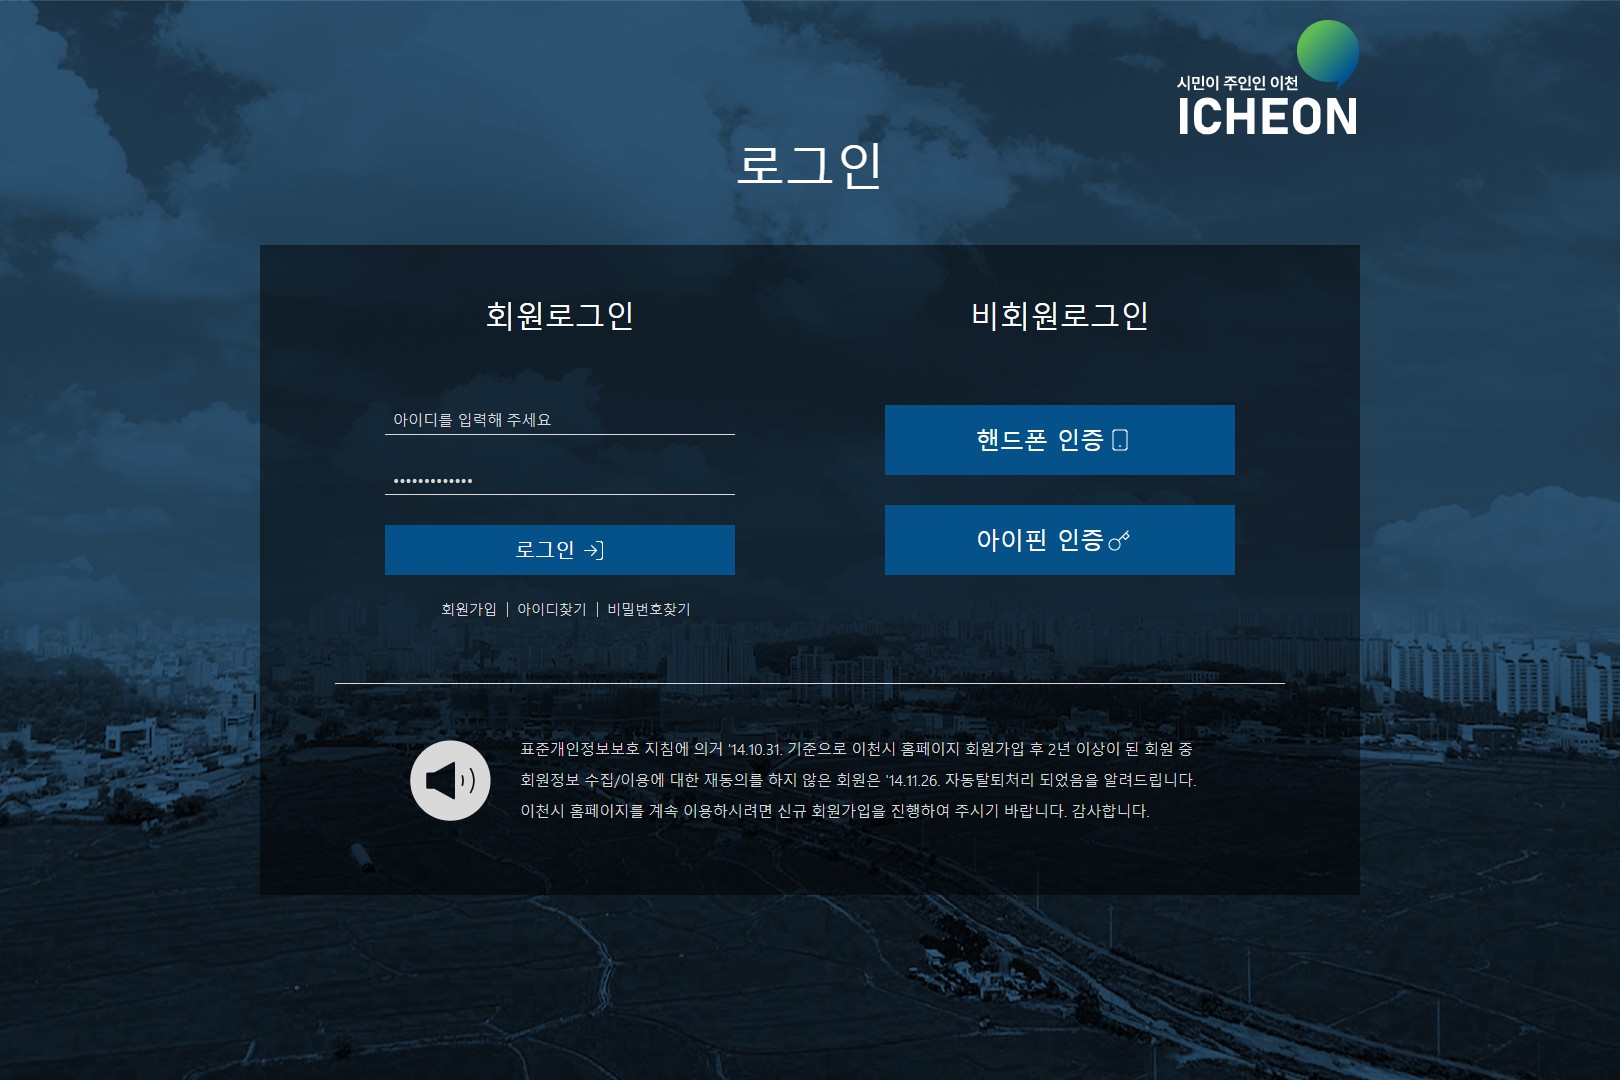 시민이 주인인 이천
ICHEON
로그인
회원로그인
아이디를 입력해 주세요
•••••••••••••
로그인
회원가입 | 아이디찾기 | 비밀번호찾기
비회원로그인
핸드폰 인증
아이핀 인증
표준개인정보보호 지침에 의거 '14.10.31. 기준으로 이천시 홈페이지 회원가입 후 2년 이상이 된 회원 중
회원정보 수집/이용에 대한 재동의를 하지 않은 회원은 '14.11.26. 자동탈퇴처리 되었음을 알려드립니다.
이천시 홈페이지를 계속 이용하시려면 신규 회원가입을 진행하여 주시기 바랍니다. 감사합니다.